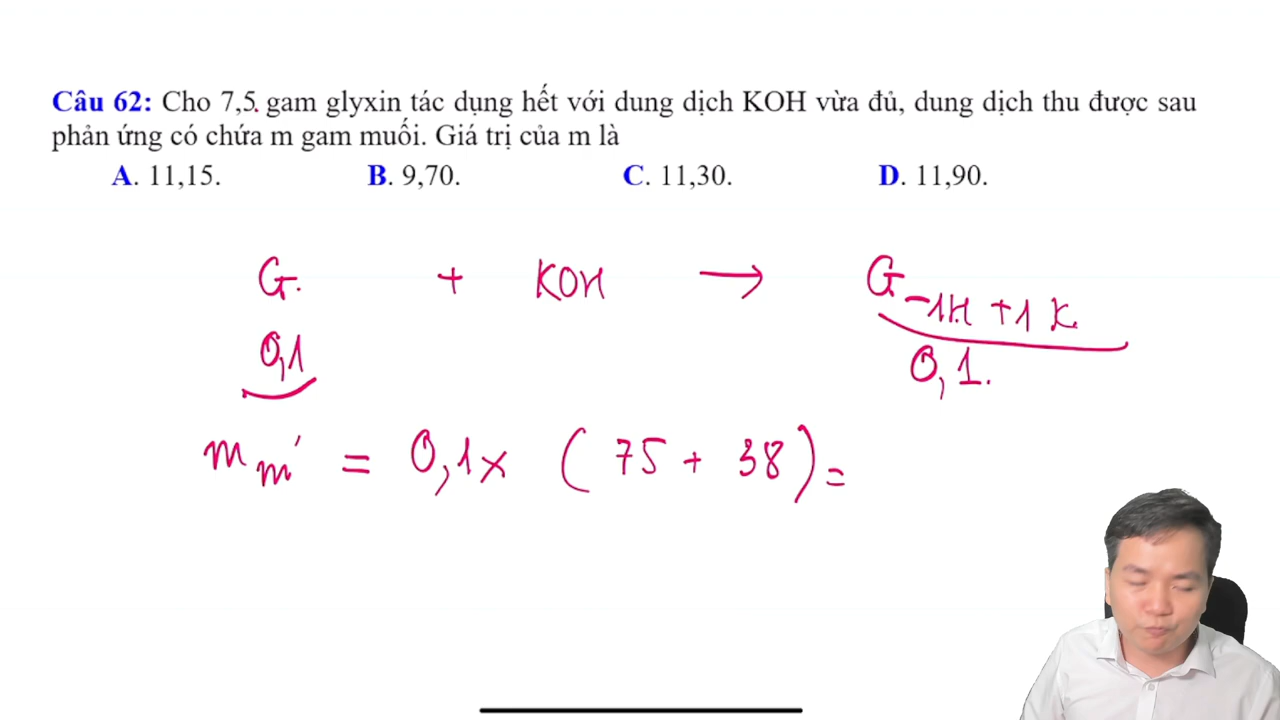 Câu 62: Cho 7,5 gam glyxin tác dụng hết với dung dịch KOH vừa đủ, dung dịch thu được sau
phản ứng có chứa m gam muối. Giá trị của m là
A. 11,15. B. 9,70. C. 11,30. D. 11,90.
G. + KOH → G -1H +1K
0,1 0,1.
m m' = 0,1x (75 + 38) =